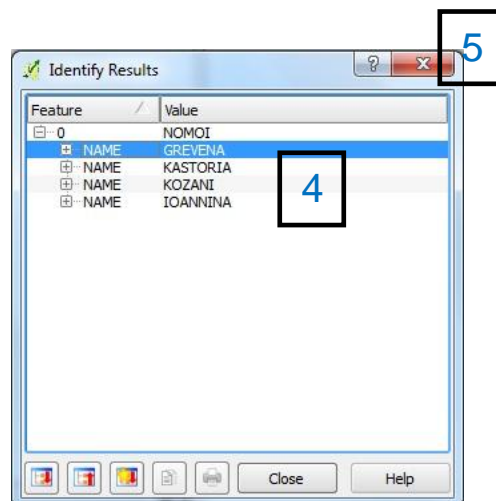 5
Identify Results ? X
Feature Value
0 NOMOI
NAME GREVENA
NAME KASTORIA
NAME KOZANI
NAME IOANNINA
4
Close Help